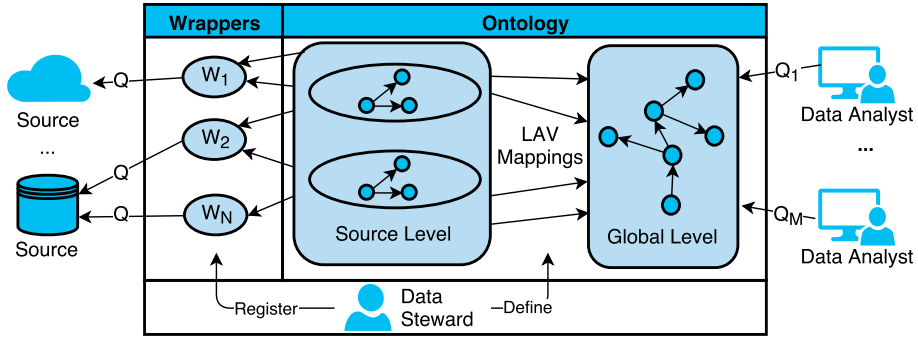 Wrappers
Ontology
Source
...
Source
Q
Q
Q
W1
W2
WN
Source Level
LAV
Mappings
Global Level
Q1
Data Analyst
...
QM
Data Analyst
Register
Data
Steward
Define